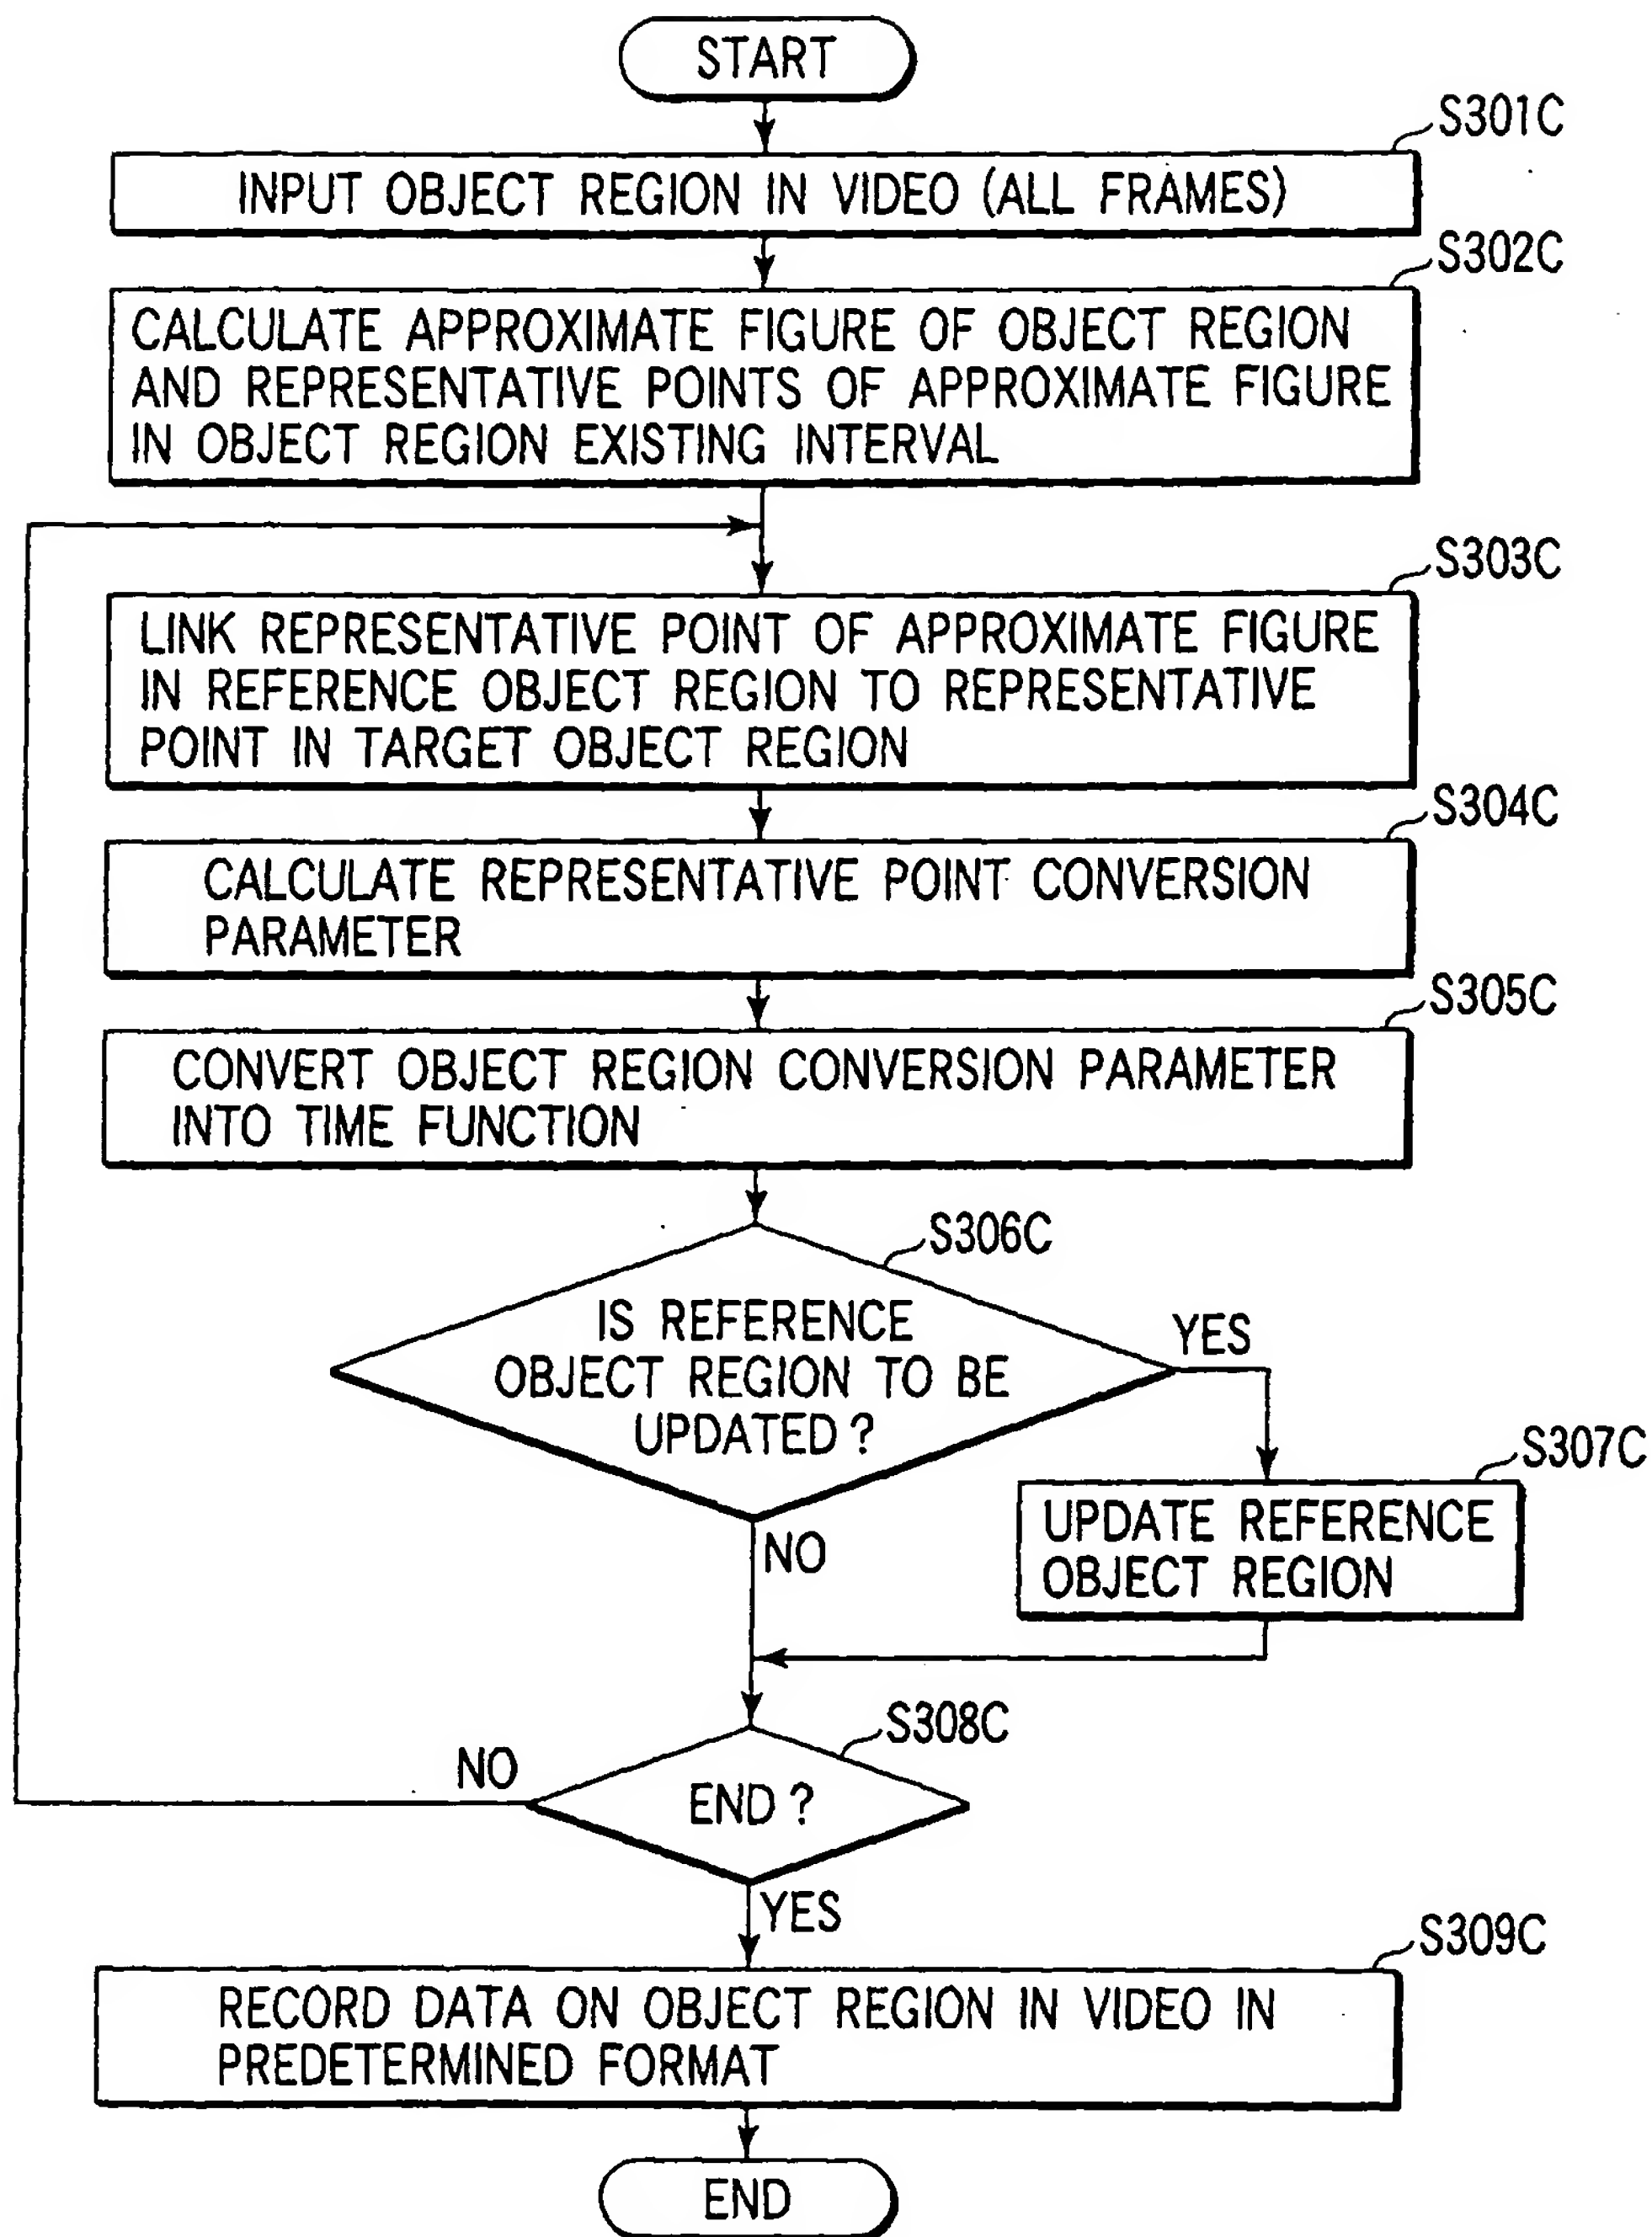 START
S301C
INPUT OBJECT REGION IN VIDEO (ALL FRAMES)
S302C
CALCULATE APPROXIMATE FIGURE OF OBJECT REGION
AND REPRESENTATIVE POINTS OF APPROXIMATE FIGURE
IN OBJECT REGION EXISTING INTERVAL
S303C
LINK REPRESENTATIVE POINT OF APPROXIMATE FIGURE
IN REFERENCE OBJECT REGION TO REPRESENTATIVE
POINT IN TARGET OBJECT REGION
S304C
CALCULATE REPRESENTATIVE POINT CONVERSION
PARAMETER
S305C
CONVERT OBJECT REGION CONVERSION PARAMETER
INTO TIME FUNCTION
S306C
IS REFERENCE
OBJECT REGION TO BE
UPDATED ?
YES
NO
S307C
UPDATE REFERENCE
OBJECT REGION
S308C
END ?
NO
YES
S309C
RECORD DATA ON OBJECT REGION IN VIDEO IN
PREDETERMINED FORMAT
END